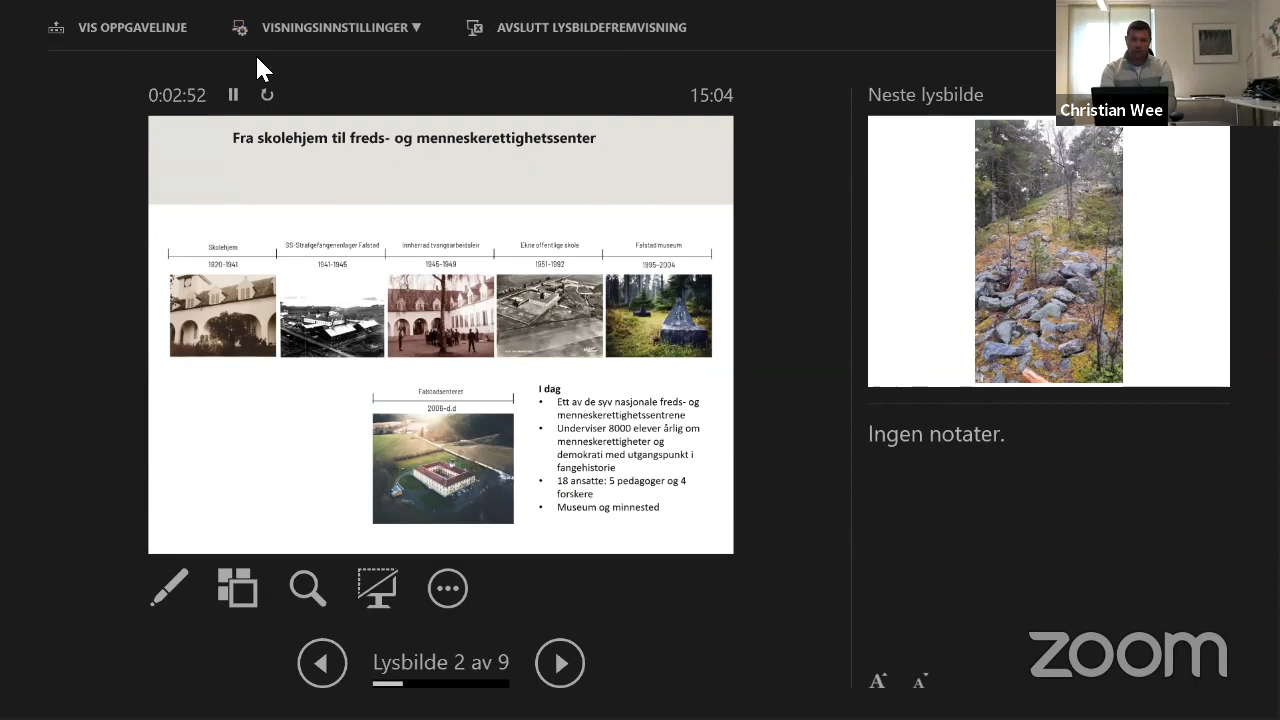 VIS OPPGAVELINJE
VISNINGSINNSTILLINGER ▼
AVSLUTT LYSBILDEFREMVISNING
0:02:52
15:04
Neste lysbilde
Christian Wee
Fra skolehjem til freds- og menneskerettighetssenter
Skolehjem
SS-Strafgefangenenlager Falstad
Innherrad tvangsarbeidsleir
Ekne offentlige skole
Falstad museum
1920-1941
1941-1945
1945-1949
1951-1992
1995-2004
Falstadsenteret
2006-d.d
I dag
• Ett av de syv nasjonale freds- og
menneskerettighetssentrene
• Underviser 8000 elever årlig om
menneskerettigheter og
demokrati med utgangspunkt i
fangehistorie
• 18 ansatte: 5 pedagoger og 4
forskere
• Museum og minnested
Ingen notater.
Lysbilde 2 av 9
A A
zoom